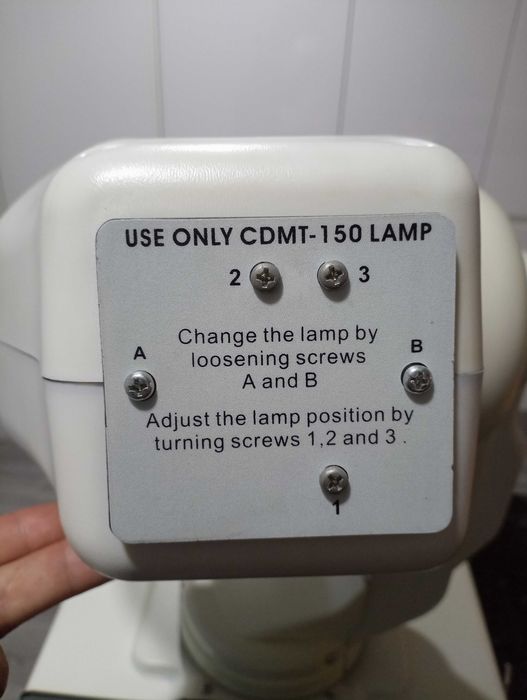 USE ONLY CDMT-150 LAMP
2 3
Change the lamp by
loosening screws
A and B
A
B
Adjust the lamp position by
turning screws 1,2 and 3 .
1